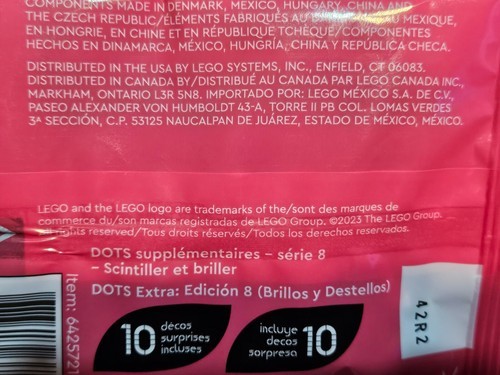 COMPONENTS MADE IN DENMARK, MEXICO, HUNGARY, CHINA AND
THE CZECH REPUBLIC/ÉLÉMENTS FABRIQUÉS AU AU MEXIQUE,
EN HONGRIE, EN CHINE ET EN RÉPUBLIQUE TCHÈQUE/COMPONENTES
HECHOS EN DINAMARCA, MÉXICO, HUNGRÍA, CHINA Y REPÚBLICA CHECA.
DISTRIBUTED IN THE USA BY LEGO SYSTEMS, INC., ENFIELD, CT 06083.
DISTRIBUTED IN CANADA BY/DISTRIBUÉ AU CANADA PAR LEGO CANADA INC.,
MARKHAM, ONTARIO L3R 5N8. IMPORTADO POR: LEGO MÉXICO S.A. DE C.V.,
PASEO ALEXANDER VON HUMBOLDT 43-A, TORRE II PB COL. LOMAS VERDES
3ª SECCIÓN, C.P. 53125 NAUCALPAN DE JUÁREZ, ESTADO DE MÉXICO, MÉXICO.
LEGO and the LEGO logo are trademarks of the/sont des marques de
commerce du/son marcas registradas de LEGO Group. ©2023 The LEGO Group.
All rights reserved/Tous droits réservés/Todos los derechos reservados.
DOTS supplémentaires – série 8
– Scintiller et briller
DOTS Extra: Edición 8 (Brillos y Destellos)
10 décos surprises incluses
incluye decos sorpresa 10
42R2
Item: